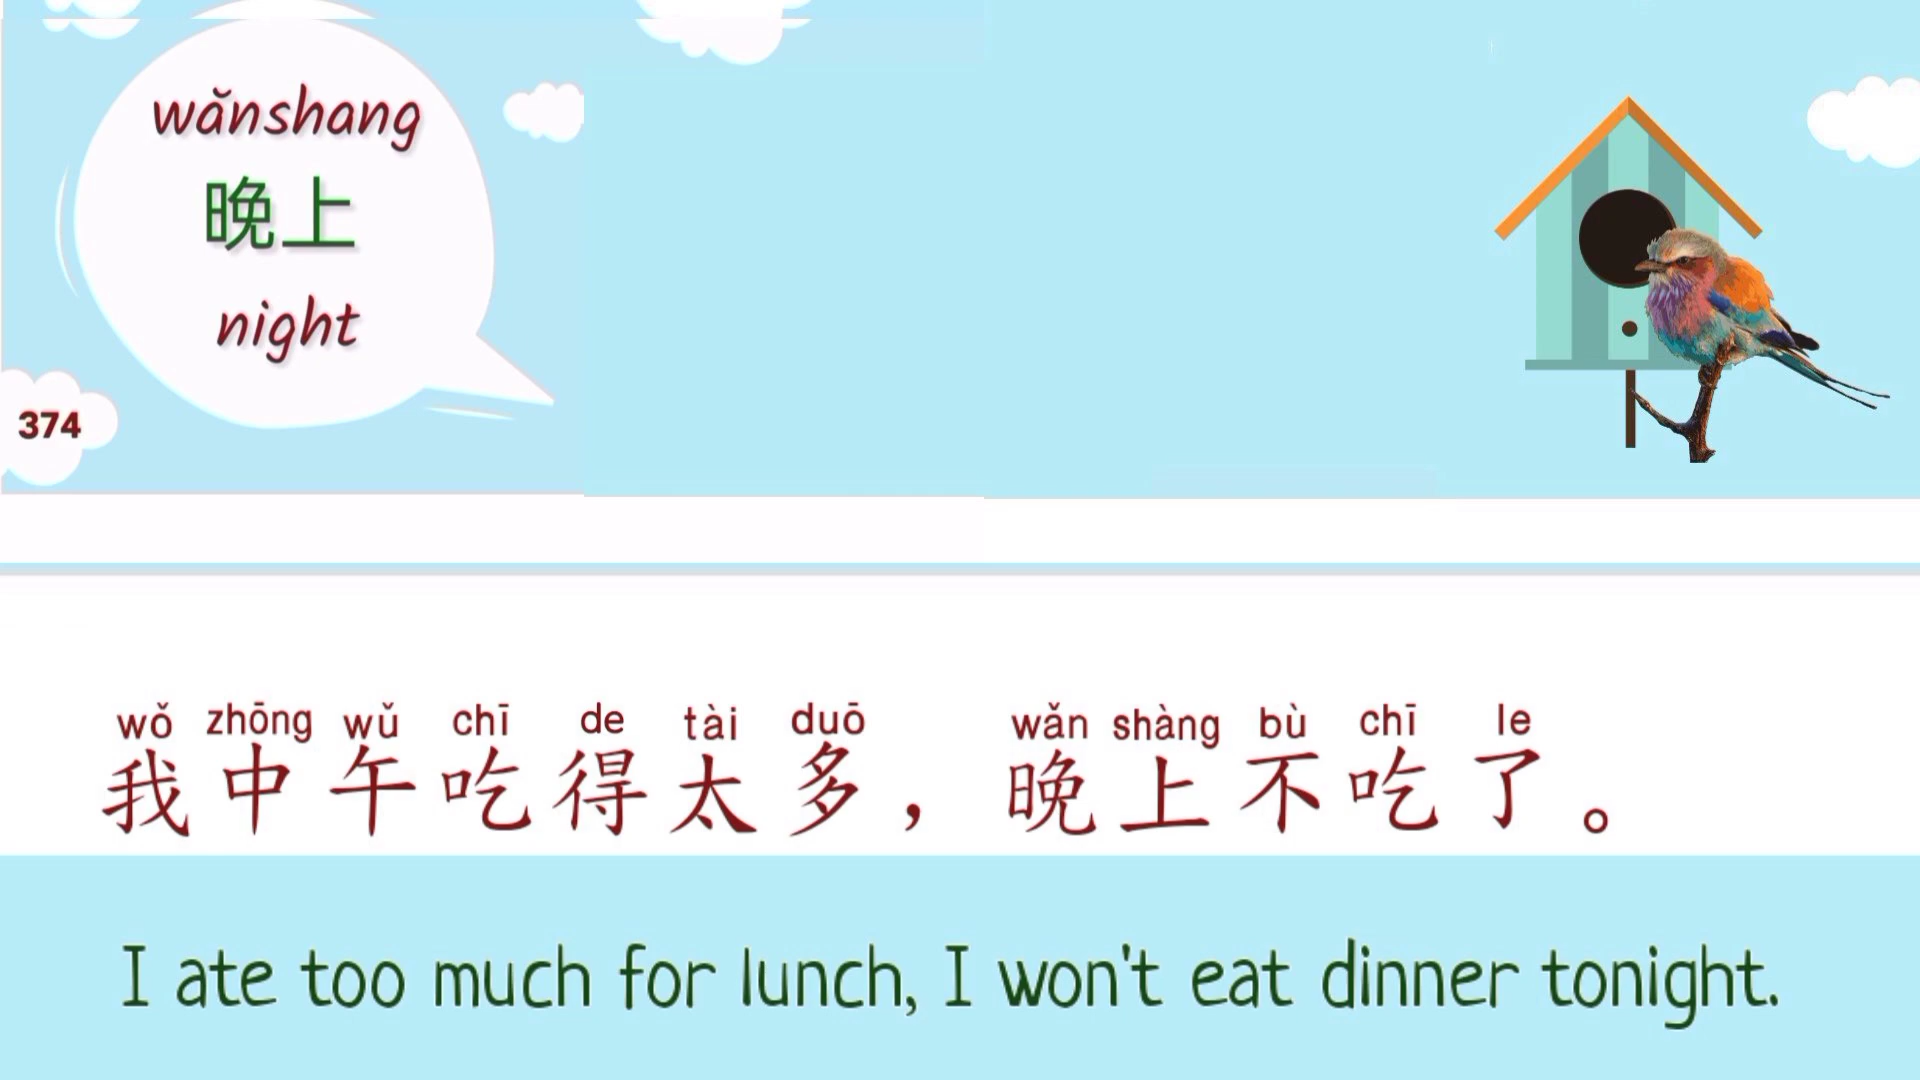 wănshang
晚上
night
374
wǒ zhōng wǔ chī de tài duō wǎn shàng bù chī le
我中午吃得太多，晚上不吃了。
I ate too much for lunch, I won't eat dinner tonight.